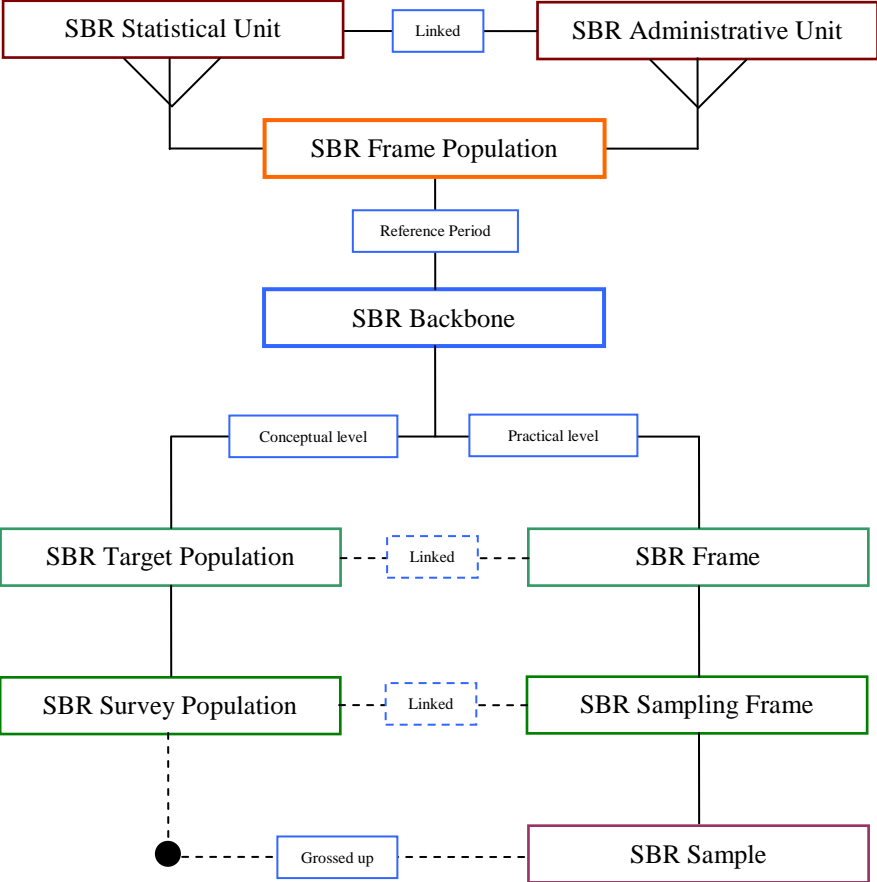 SBR Statistical Unit
Linked
SBR Administrative Unit
SBR Frame Population
Reference Period
SBR Backbone
Conceptual level
Practical level
SBR Target Population
Linked
SBR Frame
SBR Survey Population
Linked
SBR Sampling Frame
Grossed up
SBR Sample